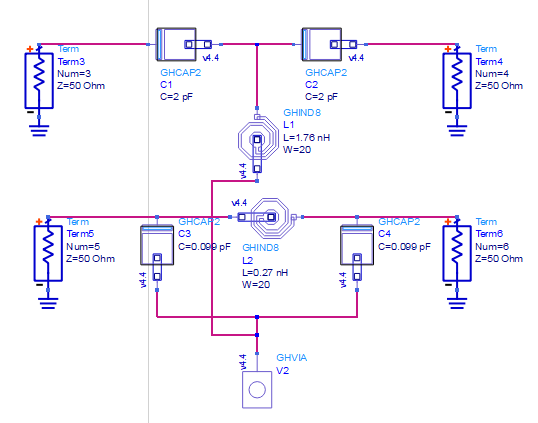 +
Term
Term3
Num=3
Z=50 Ohm
-
v4.4
GHCAP2
C1
C=2 pF
v4.4
GHCAP2
C2
C=2 pF
+
Term
Term4
Num=4
Z=50 Ohm
-
GHIND8
L1
L=1.76 nH
W=20
v4.4
+
Term
Term5
Num=5
Z=50 Ohm
-
GHCAP2
C3
C=0.099 pF
v4.4
v4.4
GHIND8
L2
L=0.27 nH
W=20
GHCAP2
C4
C=0.099 pF
v4.4
+
Term
Term6
Num=6
Z=50 Ohm
-
v4.4
GHVIA
V2